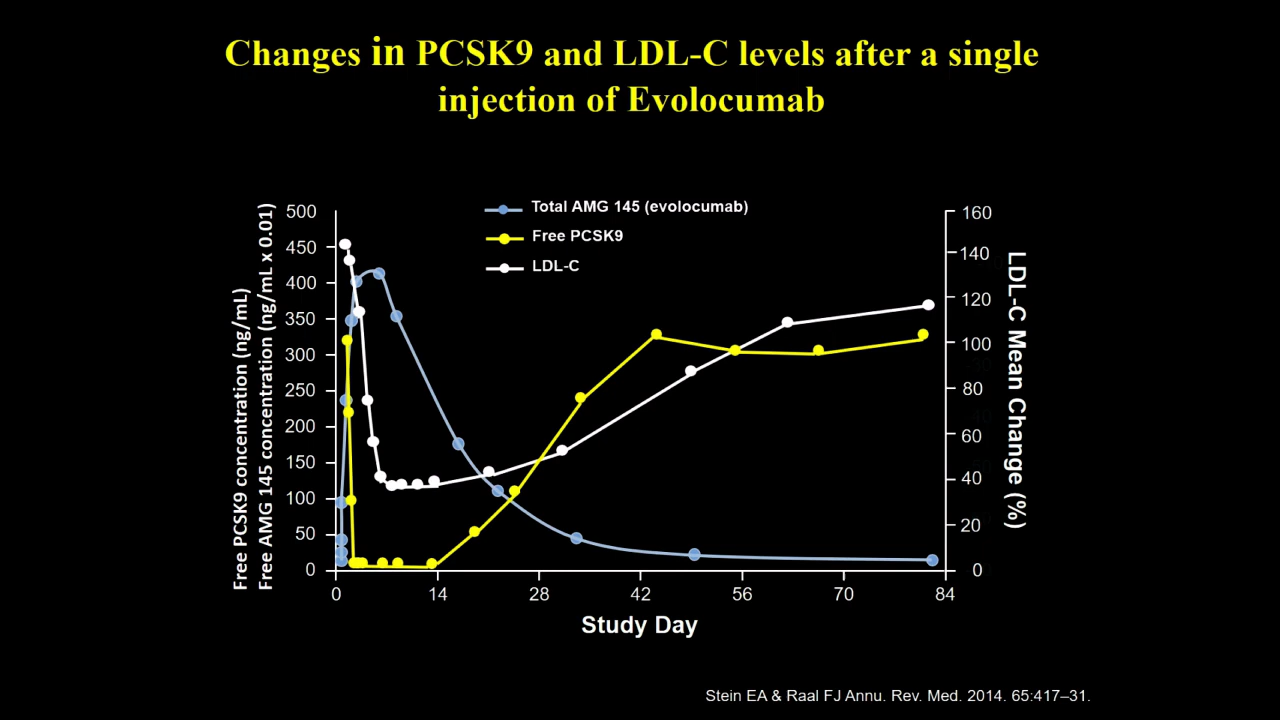 Changes in PCSK9 and LDL-C levels after a single
injection of Evolocumab
Total AMG 145 (evolocumab)
Free PCSK9
LDL-C
Free PCSK9 concentration (ng/mL)
Free AMG 145 concentration (ng/mL x 0.01)
500
450
400
350
300
250
200
150
100
50
0
160
140
120
100
80
60
40
20
0
LDL-C Mean Change (%)
0 14 28 42 56 70 84
Study Day
Stein EA & Raal FJ Annu. Rev. Med. 2014. 65:417–31.